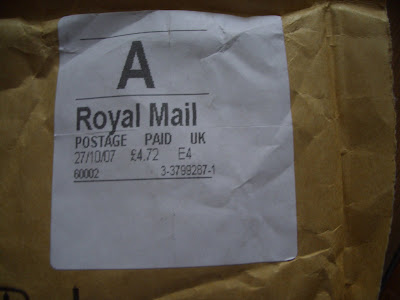 A
Royal Mail
POSTAGE PAID UK
27/10/07 £4.72 E4
60002 3-3799287-1